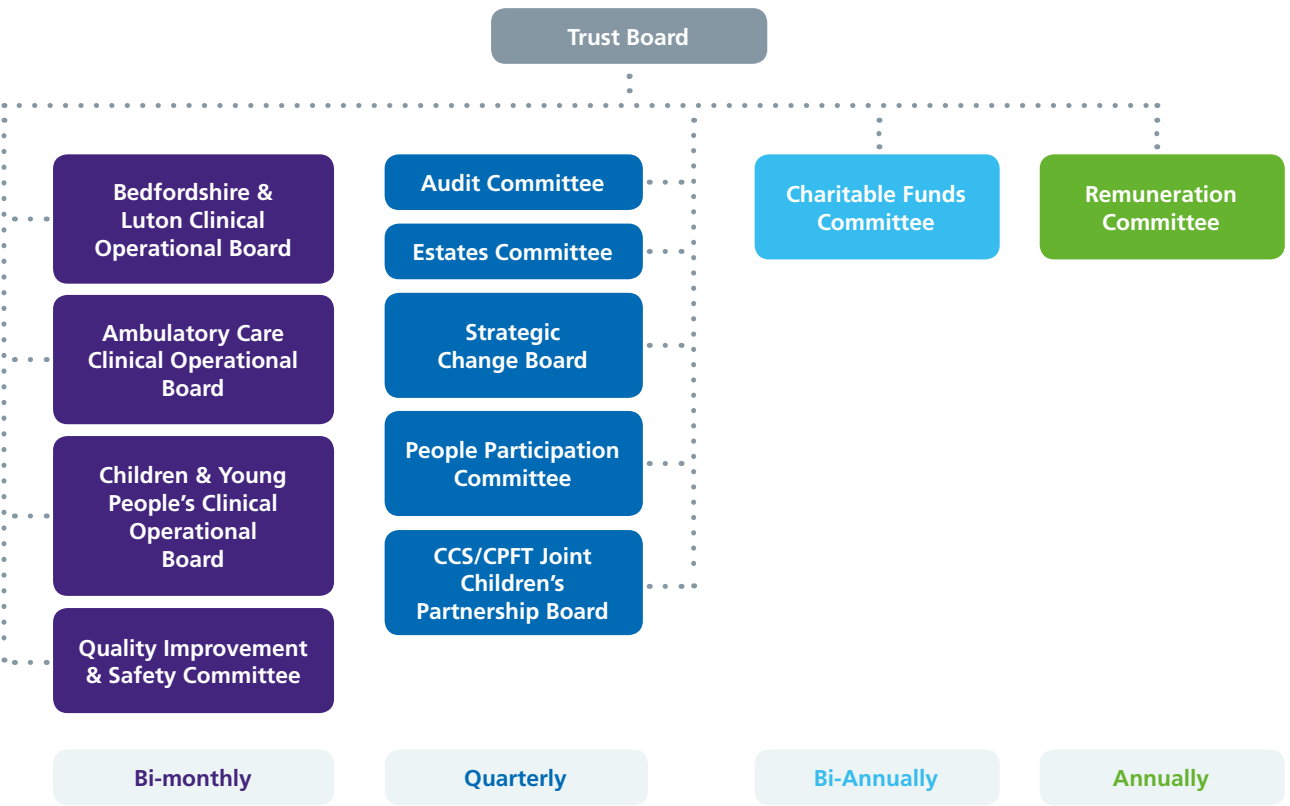 Trust Board
Bedfordshire &
Luton Clinical
Operational Board
Ambulatory Care
Clinical Operational
Board
Children & Young
People’s Clinical
Operational
Board
Quality Improvement
& Safety Committee
Bi-monthly
Audit Committee
Estates Committee
Strategic
Change Board
People Participation
Committee
CCS/CPFT Joint
Children’s
Partnership Board
Quarterly
Charitable Funds
Committee
Bi-Annually
Remuneration
Committee
Annually